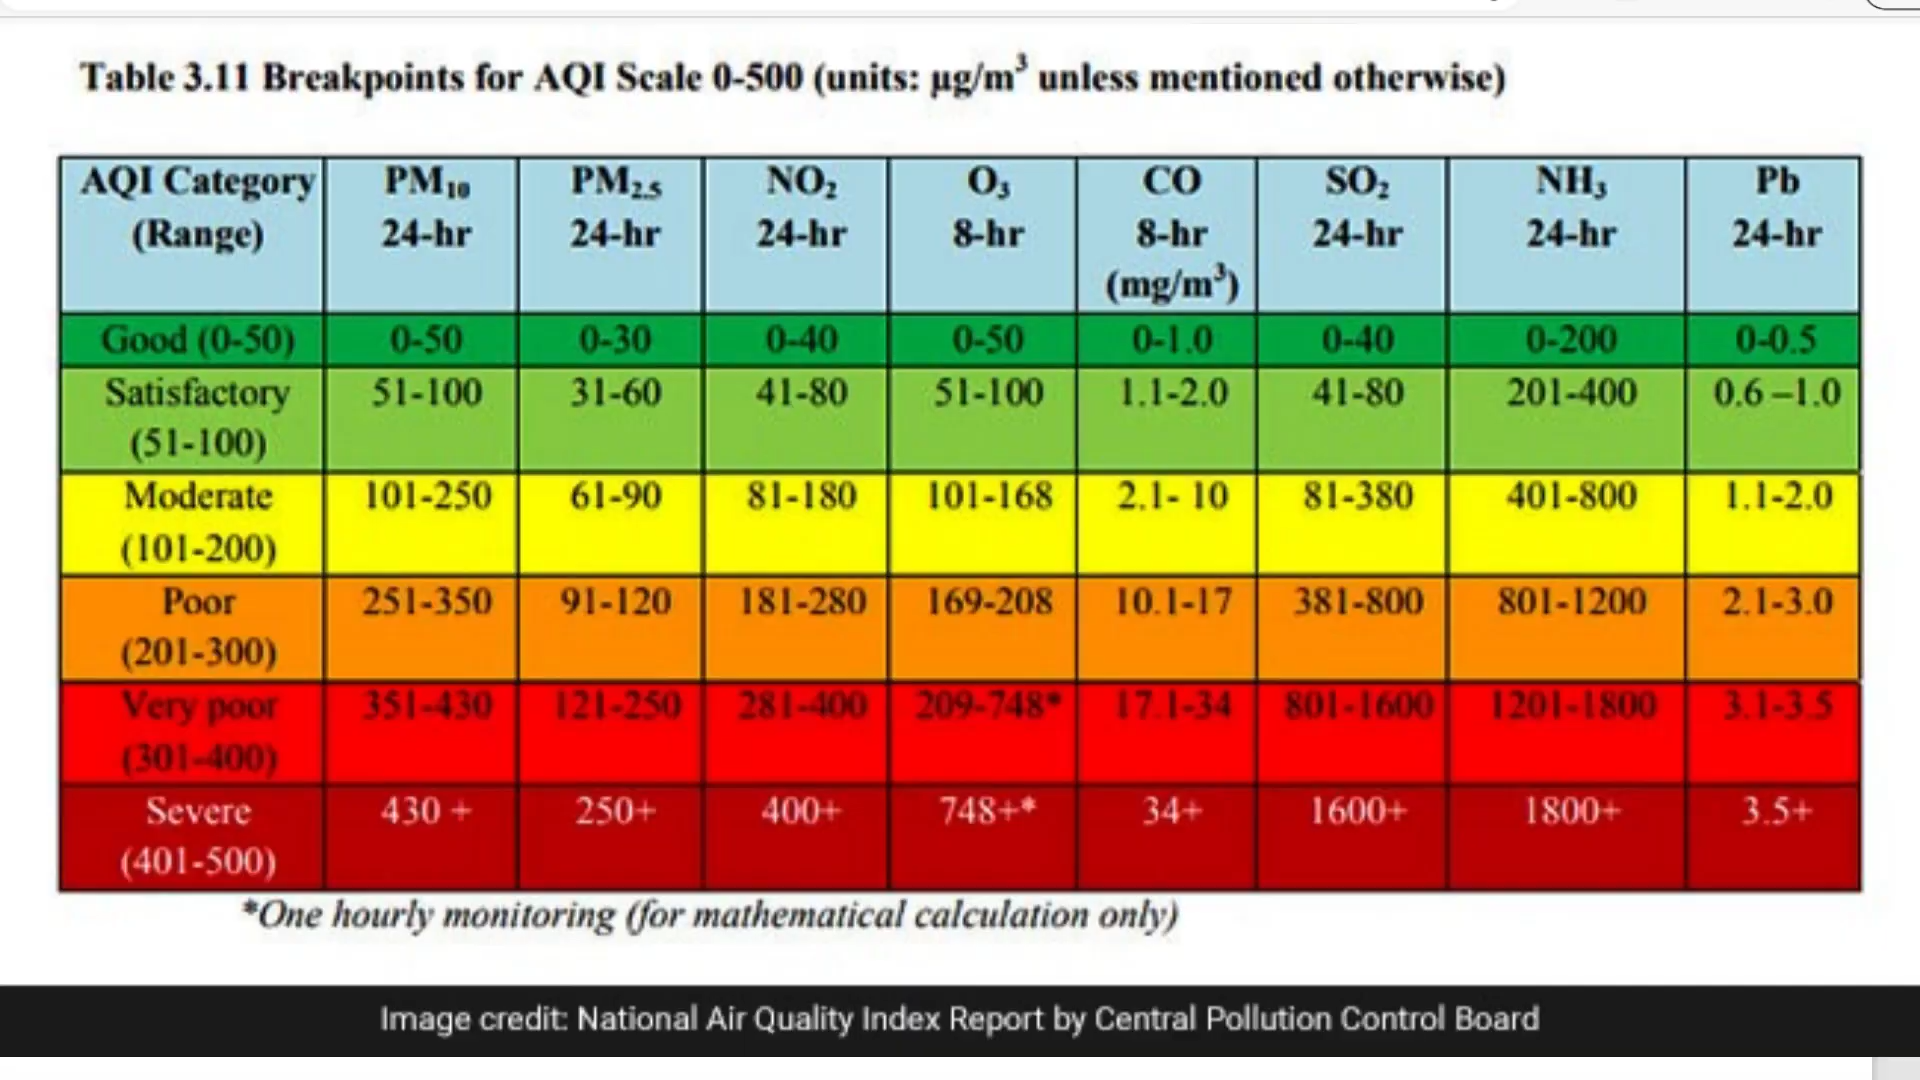 Table 3.11 Breakpoints for AQI Scale 0-500 (units: µg/m³ unless mentioned otherwise)
AQI Category (Range) PM₁₀ 24-hr PM₂.₅ 24-hr NO₂ 24-hr O₃ 8-hr CO 8-hr (mg/m³) SO₂ 24-hr NH₃ 24-hr Pb 24-hr
Good (0-50) 0-50 0-30 0-40 0-50 0-1.0 0-40 0-200 0-0.5
Satisfactory (51-100) 51-100 31-60 41-80 51-100 1.1-2.0 41-80 201-400 0.6 –1.0
Moderate (101-200) 101-250 61-90 81-180 101-168 2.1- 10 81-380 401-800 1.1-2.0
Poor (201-300) 251-350 91-120 181-280 169-208 10.1-17 381-800 801-1200 2.1-3.0
Very poor (301-400) 351-430 121-250 281-400 209-748* 17.1-34 801-1600 1201-1800 3.1-3.5
Severe (401-500) 430 + 250+ 400+ 748+* 34+ 1600+ 1800+ 3.5+
*One hourly monitoring (for mathematical calculation only)
Image credit: National Air Quality Index Report by Central Pollution Control Board